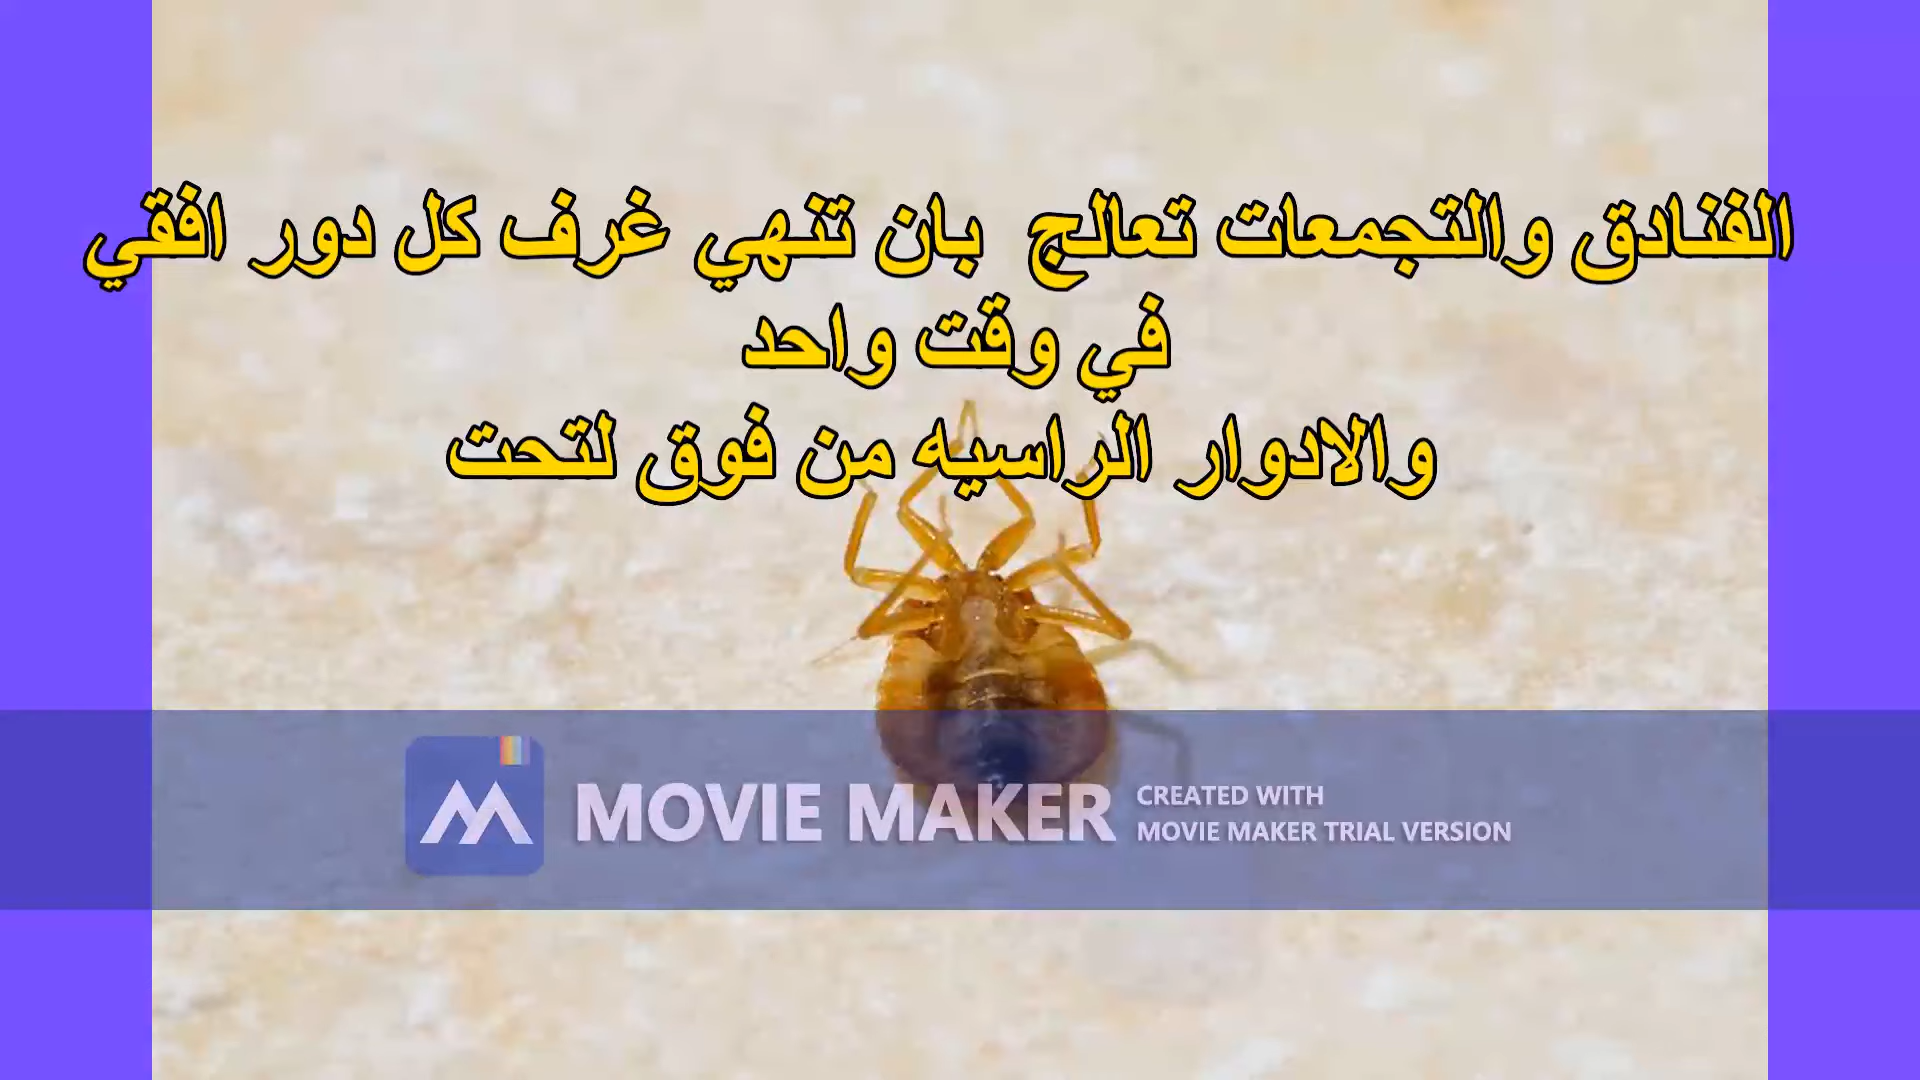 الفنادق والتجمعات تعالج بان تنهي غرف كل دور افقي
في وقت واحد
والادوار الراسيه من فوق لتحت
MOVIE MAKER
CREATED WITH
MOVIE MAKER TRIAL VERSION